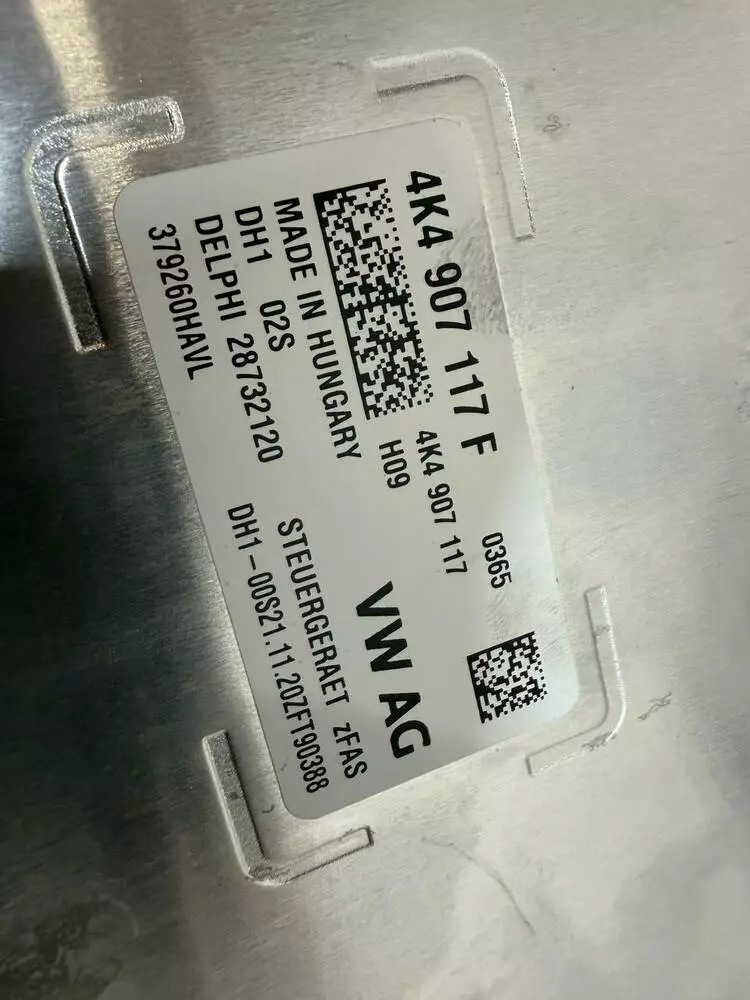 4K4 907 117 F
0365
4K4 907 117
H09
MADE IN HUNGARY
VW AG
DH1 02S
STEUERGERAET zFAS
DELPHI 28732120
DH1-00S21.11.20ZFT90388
379260HAVL